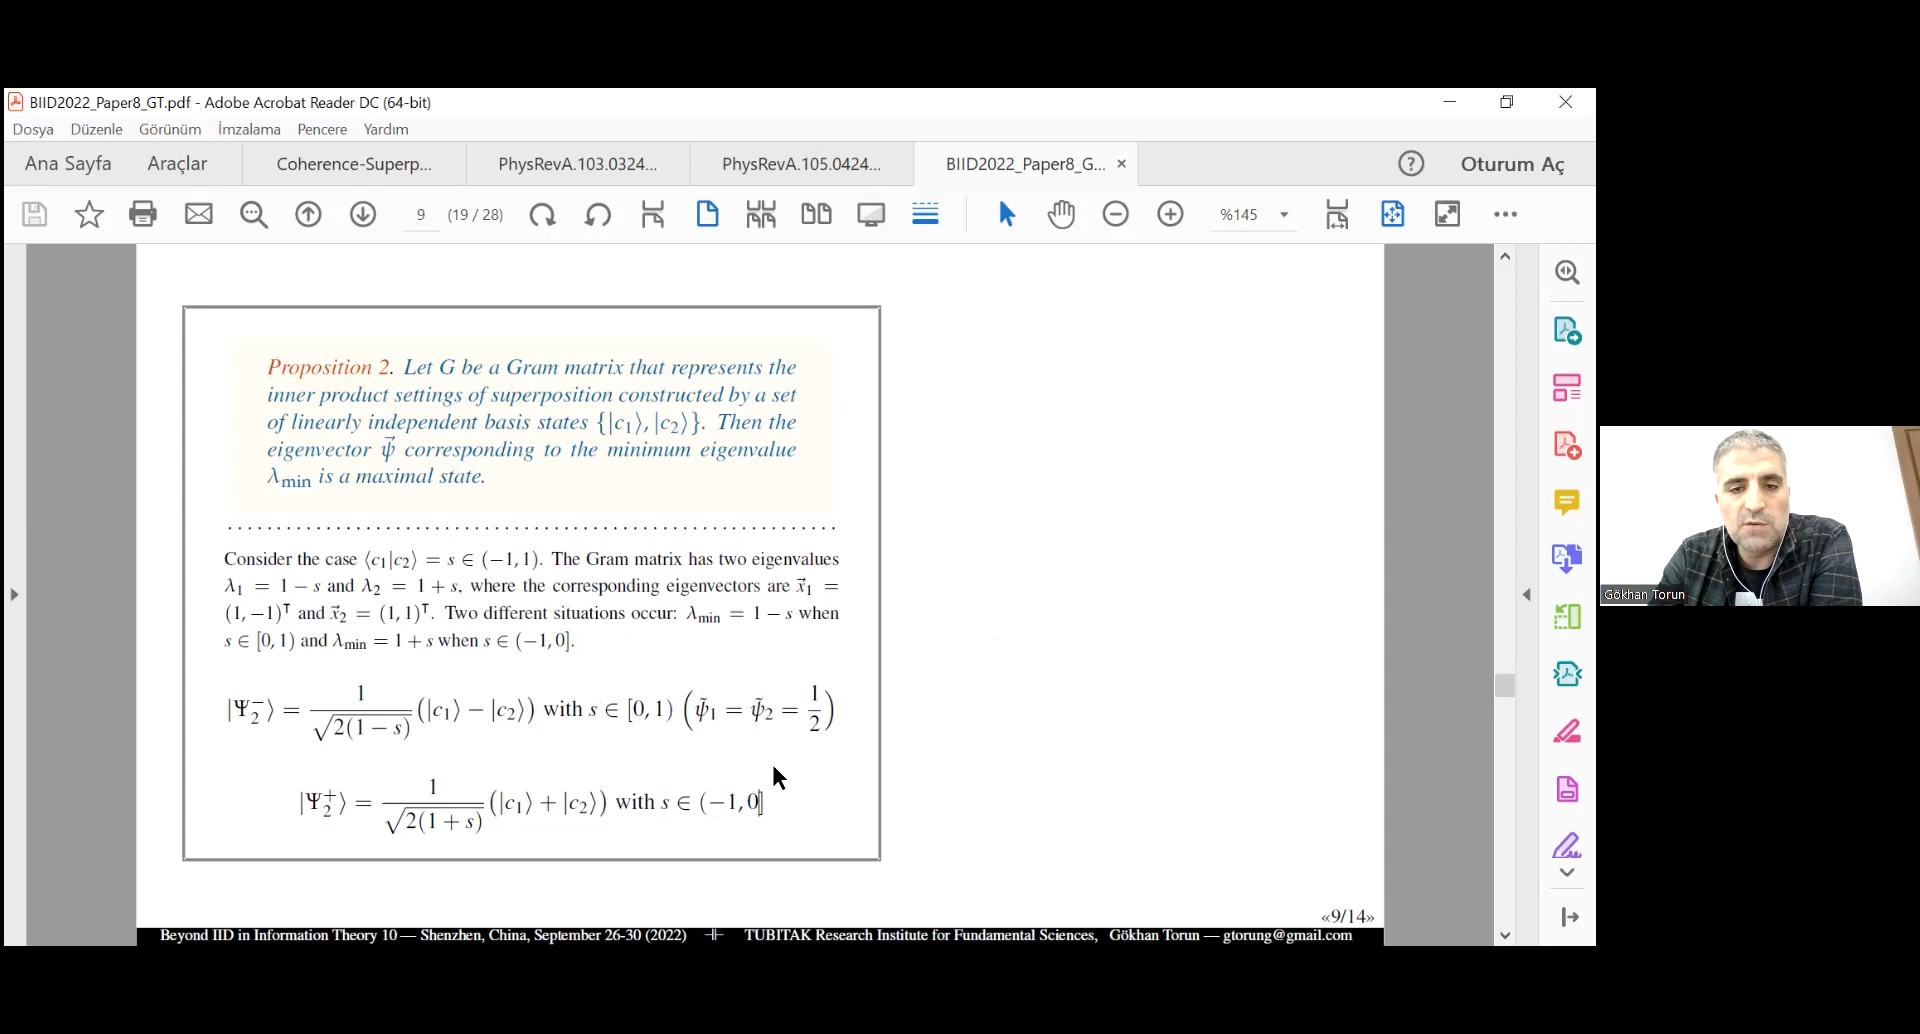 BIID2022_Paper8_GT.pdf - Adobe Acrobat Reader DC (64-bit)
Dosya Düzenle Görünüm İmzalama Pencere Yardım
Ana Sayfa Araçlar Coherence-Superp... PhysRevA.103.0324... PhysRevA.105.0424... BIID2022_Paper8_G... × ? Oturum Aç
9 (19 / 28) %145
Proposition 2. Let G be a Gram matrix that represents the
inner product settings of superposition constructed by a set
of linearly independent basis states {|c₁⟩, |c₂⟩}. Then the
eigenvector ψ⃗ corresponding to the minimum eigenvalue
λmin is a maximal state.
Consider the case ⟨c₁|c₂⟩ = s ∈ (−1, 1). The Gram matrix has two eigenvalues
λ₁ = 1 − s and λ₂ = 1 + s, where the corresponding eigenvectors are x⃗₁ =
(1, −1)ᵀ and x⃗₂ = (1, 1)ᵀ. Two different situations occur: λmin = 1 − s when
s ∈ [0, 1) and λmin = 1 + s when s ∈ (−1, 0].
|Ψ₂⁻⟩ = 1/√2(1 − s) (|c₁⟩ − |c₂⟩) with s ∈ [0, 1) (ψ̃₁ = ψ̃₂ = 1/2)
|Ψ₂⁺⟩ = 1/√2(1 + s) (|c₁⟩ + |c₂⟩) with s ∈ (−1, 0]
«9/14»
Beyond IID in Information Theory 10 — Shenzhen, China, September 26-30 (2022) ⊣⊢ TUBITAK Research Institute for Fundamental Sciences, Gökhan Torun — gtorung@gmail.com
Gökhan Torun